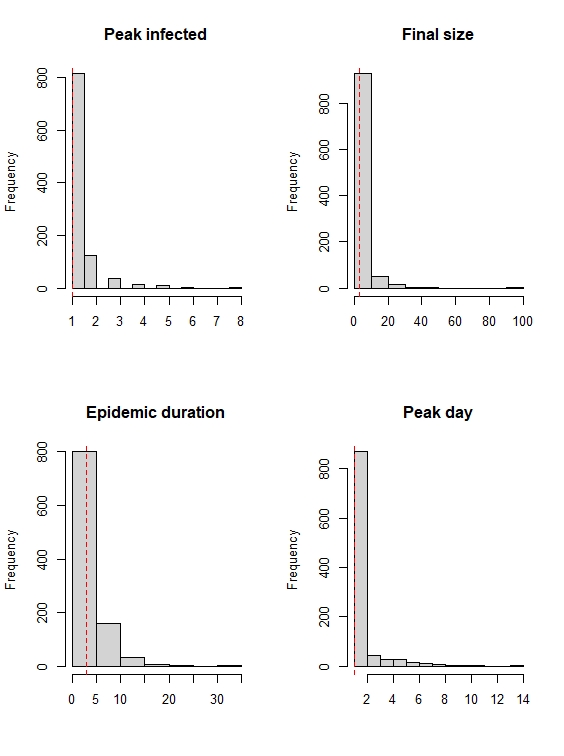 Peak infected
Frequency
0 200 400 600 800
1 2 3 4 5 6 7 8
Final size
Frequency
0 200 400 600 800
0 20 40 60 80 100
Epidemic duration
Frequency
0 200 400 600 800
0 5 10 20 30
Peak day
Frequency
0 200 400 600 800
2 4 6 8 10 12 14